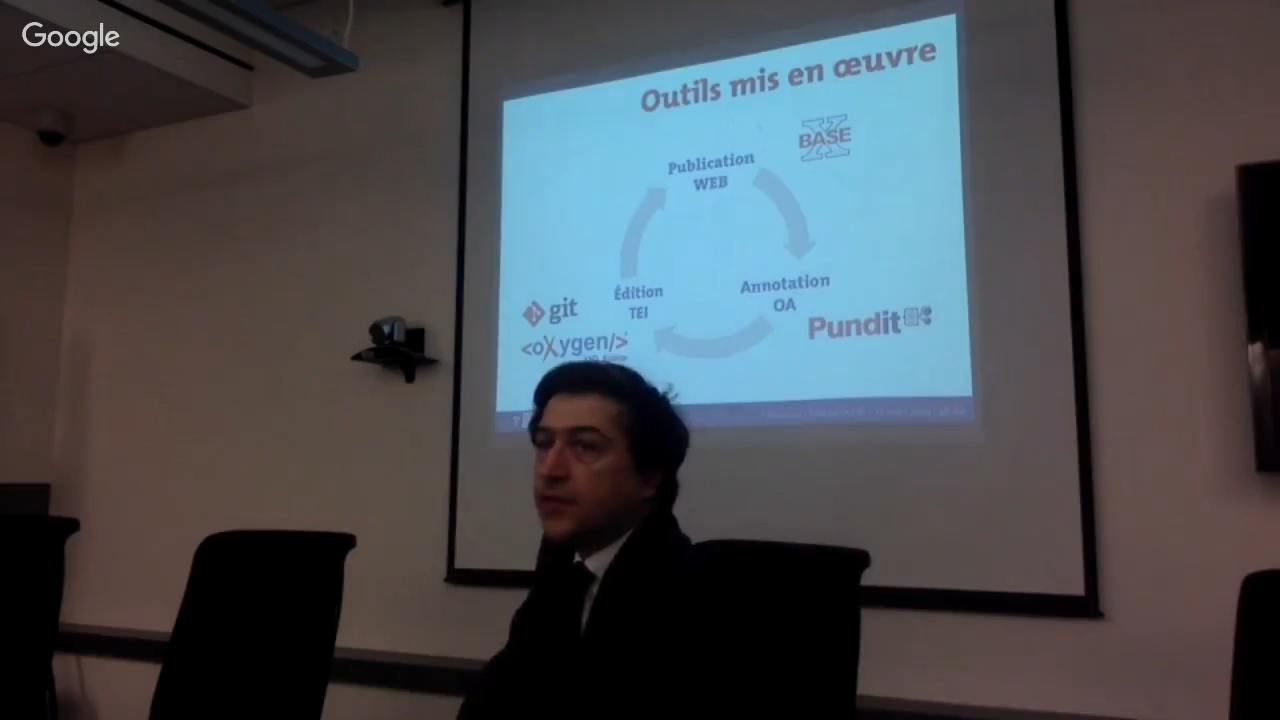 Google
Outils mis en œuvre
BASE
X
Publication
WEB
Annotation
OA
Pundit
Édition
TEI
git
<oXygen/>